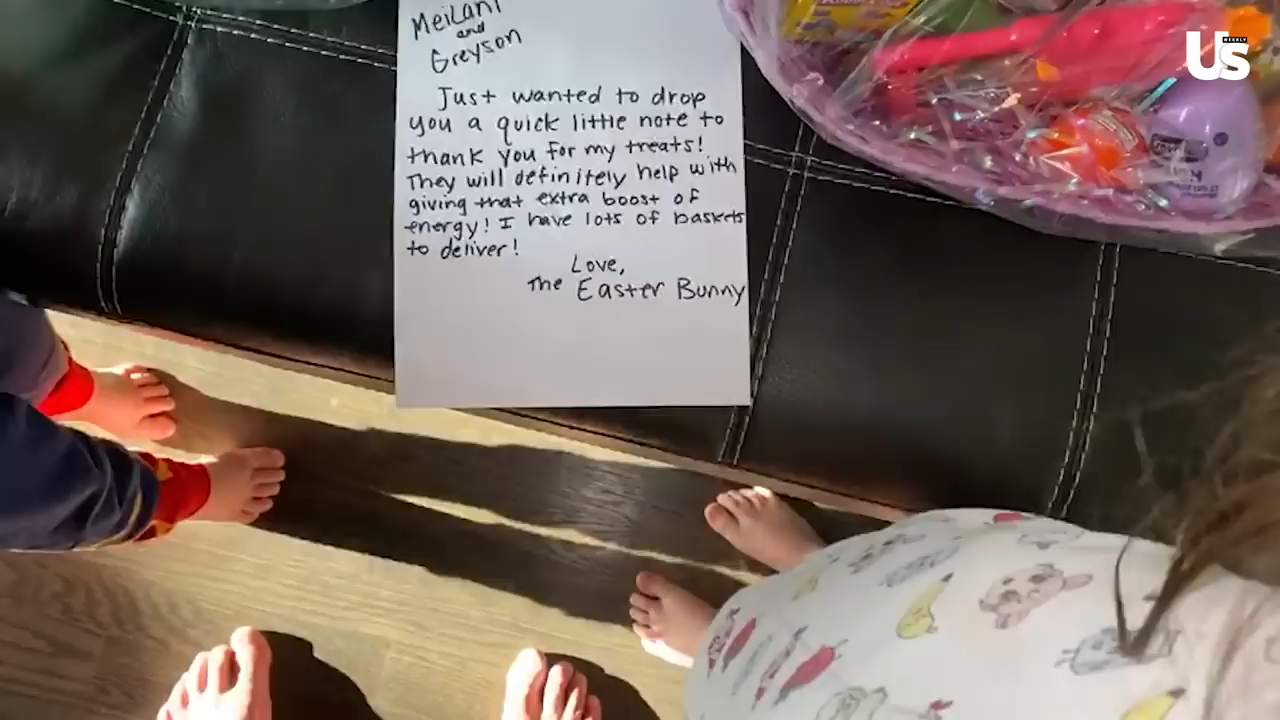 Meilani
and
Greyson
Just wanted to drop
you a quick little note to
thank you for my treats!
They will definitely help with
giving that extra boost of
energy! I have lots of baskets
to deliver!
Love,
The Easter Bunny
Us
WEEKLY